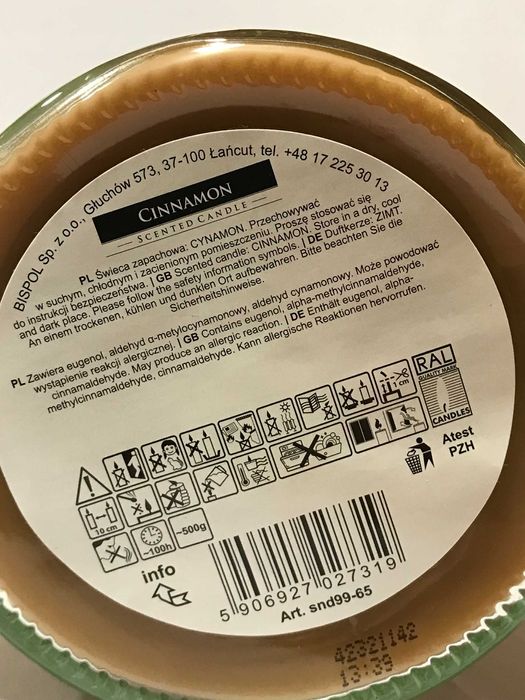 BISPOL Sp. z o.o., Głuchów 573, 37-100 Łańcut, tel. +48 17 225 30 13
CINNAMON
SCENTED CANDLE
PL Świeca zapachowa: CYNAMON. Przechowywać
w suchym, chłodnym i zacienionym pomieszczeniu. Proszę stosować się
do instrukcji bezpieczeństwa. | GB Scented candle: CINNAMON. Store in a dry, cool
and dark place. Please follow the safety information symbols. | DE Duftkerze: ZIMT.
An einem trockenen, kühlen und dunklen Ort aufbewahren. Bitte beachten Sie die
Sicherheitshinweise.
PL Zawiera eugenol, aldehyd α-metylocynamonowy, aldehyd cynamonowy. Może powodować
wystąpienie reakcji alergicznej. | GB Contains eugenol, alpha-methylcinnamaldehyde,
cinnamaldehyde. May produce an allergic reaction. | DE Enthält eugenol, alpha-
methylcinnamaldehyde, cinnamaldehyde. Kann allergische Reaktionen hervorrufen.
RAL
QUALITY MARK
CANDLES
1 cm
10 cm
~100h
~500g
Atest
PZH
info
5 906927 027319
Art. snd99-65
42321142
13:39